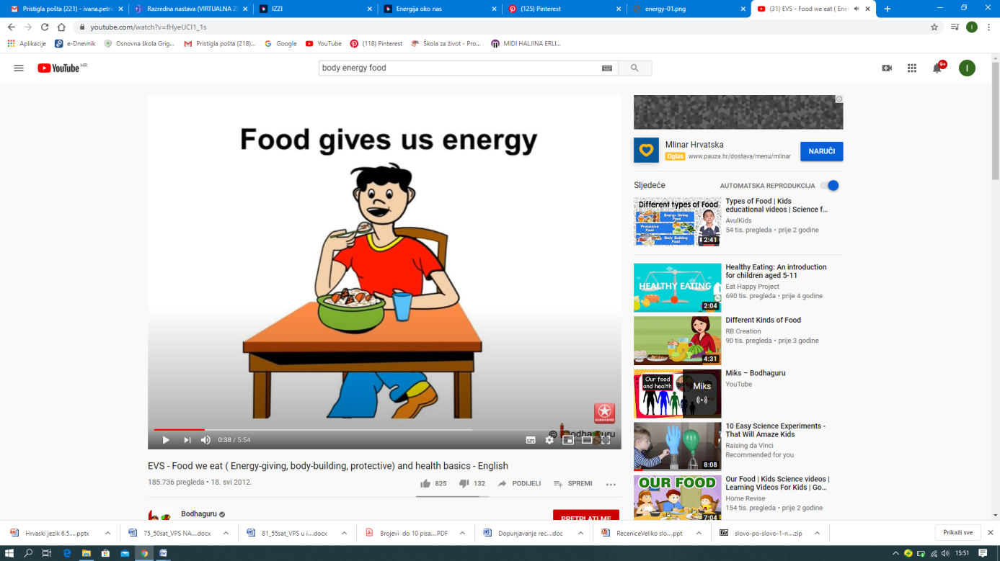 Pristigla pošta (221) - ivana.petri
Razredna nastava (VIRTUALNA Z
IZZI
Energija oko nas
(125) Pinterest
energy-01.png
(31) EVS - Food we eat ( Ener
youtube.com/watch?v=fHyeUCI1_1s
Aplikacije
e-Dnevnik
Osnovna škola Grig...
Pristigla pošta (218)...
Google
YouTube
(118) Pinterest
Škola za život - Pro...
MIDI HALJINA ERLI...
YouTube HR
body energy food
9+
I
Food gives us energy
SUBSCRIBE
0:38 / 5:54
EVS - Food we eat ( Energy-giving, body-building, protective) and health basics - English
185.736 pregleda • 18. svi 2012.
825
132
PODIJELI
SPREMI
Bodhaguru
PRETPLATI ME
Mlinar Hrvatska
Oglas www.pauza.hr/dostava/menu/mlinar
NARUČI
Sljedeće
AUTOMATSKA REPRODUKCIJA
Different types of Food
Energy Giving Food
Protective Food
Body Building Food
2:41
Types of Food | Kids
educational videos | Science f...
AvulKids
54 tis. pregleda • prije 2 godine
HEALTHY EATING
2:04
Healthy Eating: An introduction
for children aged 5-11
Eat Happy Project
690 tis. pregleda • prije 4 godine
4:31
Different Kinds of Food
RB Creation
90 tis. pregleda • prije 3 godine
Our food
and health
Miks
Miks – Bodhaguru
YouTube
8:08
10 Easy Science Experiments -
That Will Amaze Kids
Raising da Vinci
Recommended for you
OUR FOOD
7:04
Our Food | Kids Science videos |
Learning Videos For Kids | Go...
Home Revise
154 tis. pregleda • prije 2 godine
Hrvaski jezik 6.5.....pptx
75_50sat_VPS NA....docx
81_55sat_VPS u i....docx
Brojevi do 10 pisa....PDF
Dopunjavanje rec....doc
ReceniceVeliko slo....ppt
slovo-po-slovo-1-n....zip
Prikaži sve
15:51